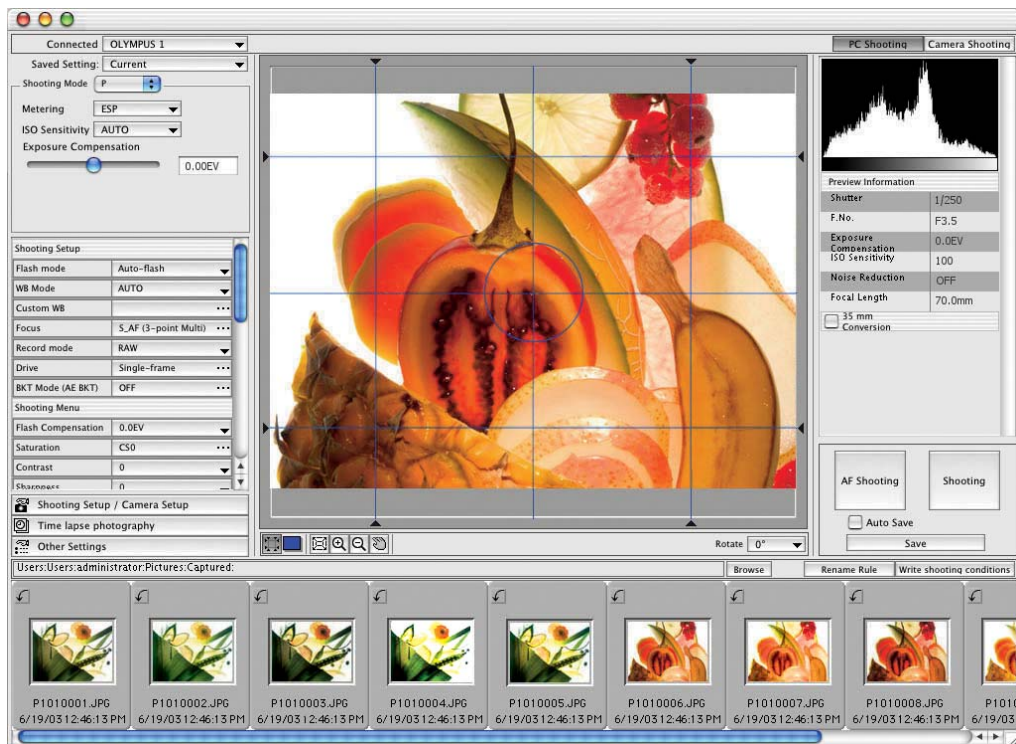 Connected OLYMPUS 1
PC Shooting Camera Shooting
Saved Setting: Current
Shooting Mode P
Metering ESP
ISO Sensitivity AUTO
Exposure Compensation
0.00EV
Shooting Setup
Flash mode Auto-flash
WB Mode AUTO
Custom WB ...
Focus S_AF (3-point Multi) ...
Record mode RAW
Drive Single-frame ...
BKT Mode (AE BKT) OFF ...
Shooting Menu
Flash Compensation 0.0EV
Saturation CS0 ...
Contrast 0
Sharpness 0
Shooting Setup / Camera Setup
Time lapse photography
Other Settings
Rotate 0°
Preview Information
Shutter 1/250
F.No. F3.5
Exposure
Compensation 0.0EV
ISO Sensitivity 100
Noise Reduction OFF
Focal Length 70.0mm
35 mm
Conversion
AF Shooting Shooting
Auto Save
Save
Users:Users:administrator:Pictures:Captured:
Browse Rename Rule Write shooting conditions
P1010001.JPG P1010002.JPG P1010003.JPG P1010004.JPG P1010005.JPG P1010006.JPG P1010007.JPG P1010008.JPG P1010
6/19/03 12:46:13 PM 6/19/03 12:46:13 PM 6/19/03 12:46:13 PM 6/19/03 12:46:13 PM 6/19/03 12:46:13 PM 6/19/03 12:46:13 PM 6/19/03 12:46:13 PM 6/19/03 12:46:13 PM 6/19/03 1